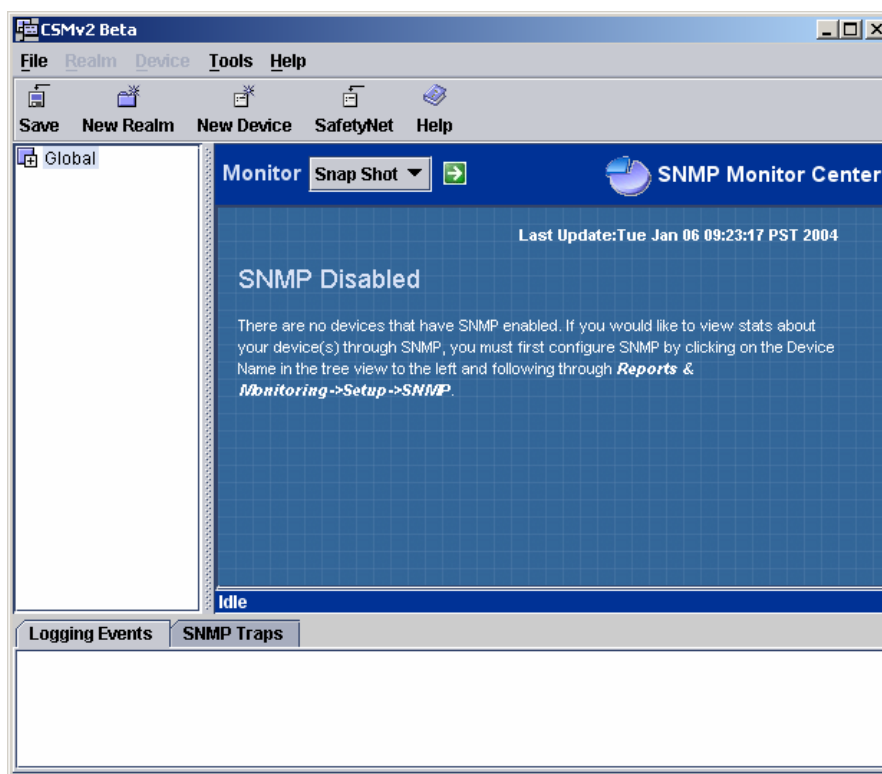 CSMv2 Beta
File Realm Device Tools Help
Save New Realm New Device SafetyNet Help
Global
Monitor Snap Shot SNMP Monitor Center
Last Update:Tue Jan 06 09:23:17 PST 2004
SNMP Disabled
There are no devices that have SNMP enabled. If you would like to view stats about
your device(s) through SNMP, you must first configure SNMP by clicking on the Device
Name in the tree view to the left and following through Reports &
Monitoring->Setup->SNMP.
Idle
Logging Events SNMP Traps